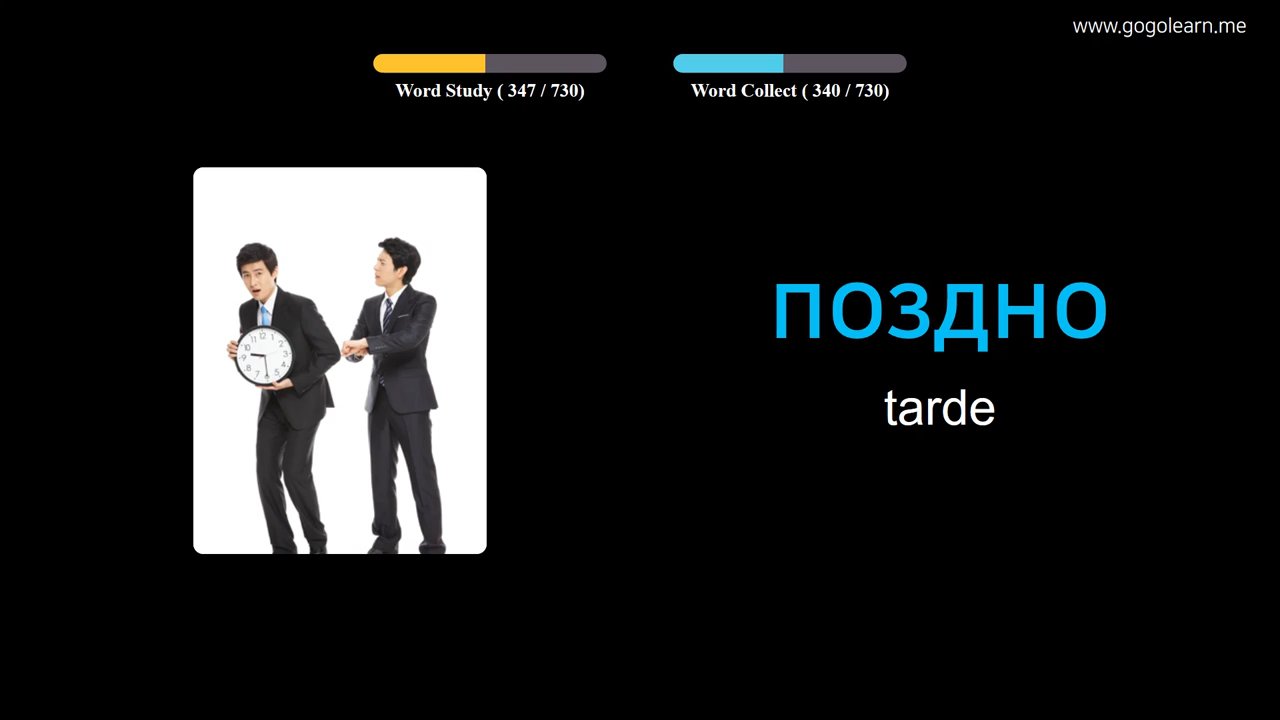 www.gogolearn.me
Word Study ( 347 / 730)
Word Collect ( 340 / 730)
поздно
tarde